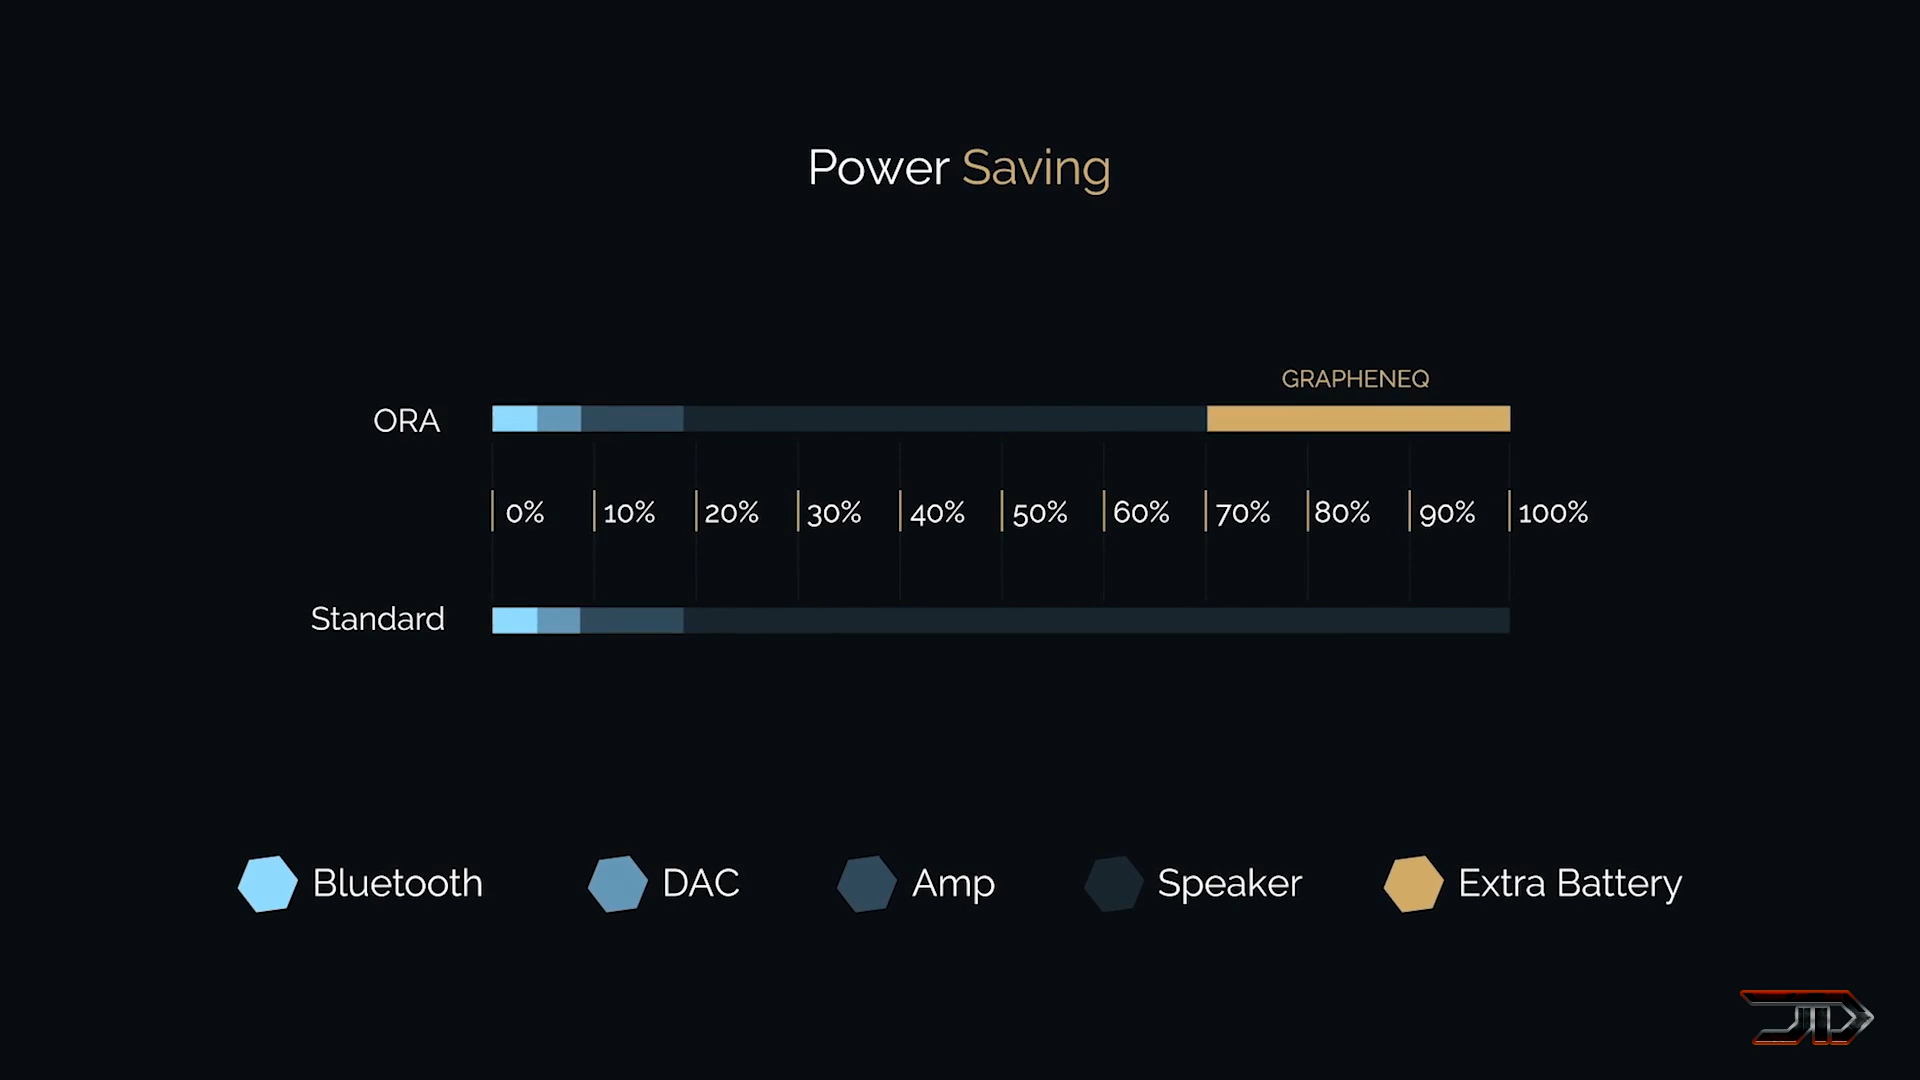 Power Saving
GRAPHENEQ
ORA
0% 10% 20% 30% 40% 50% 60% 70% 80% 90% 100%
Standard
Bluetooth DAC Amp Speaker Extra Battery